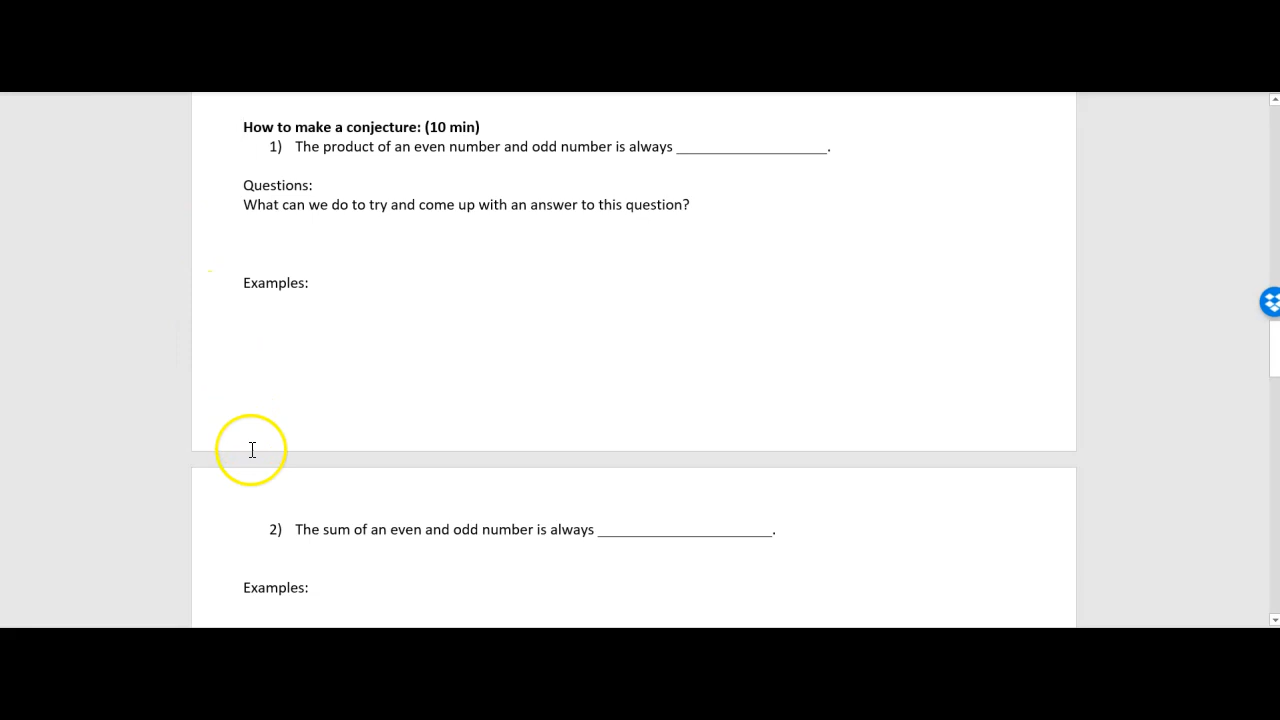 How to make a conjecture: (10 min)
1) The product of an even number and odd number is always ____________________.
Questions:
What can we do to try and come up with an answer to this question?
Examples:
2) The sum of an even and odd number is always _______________________.
Examples: